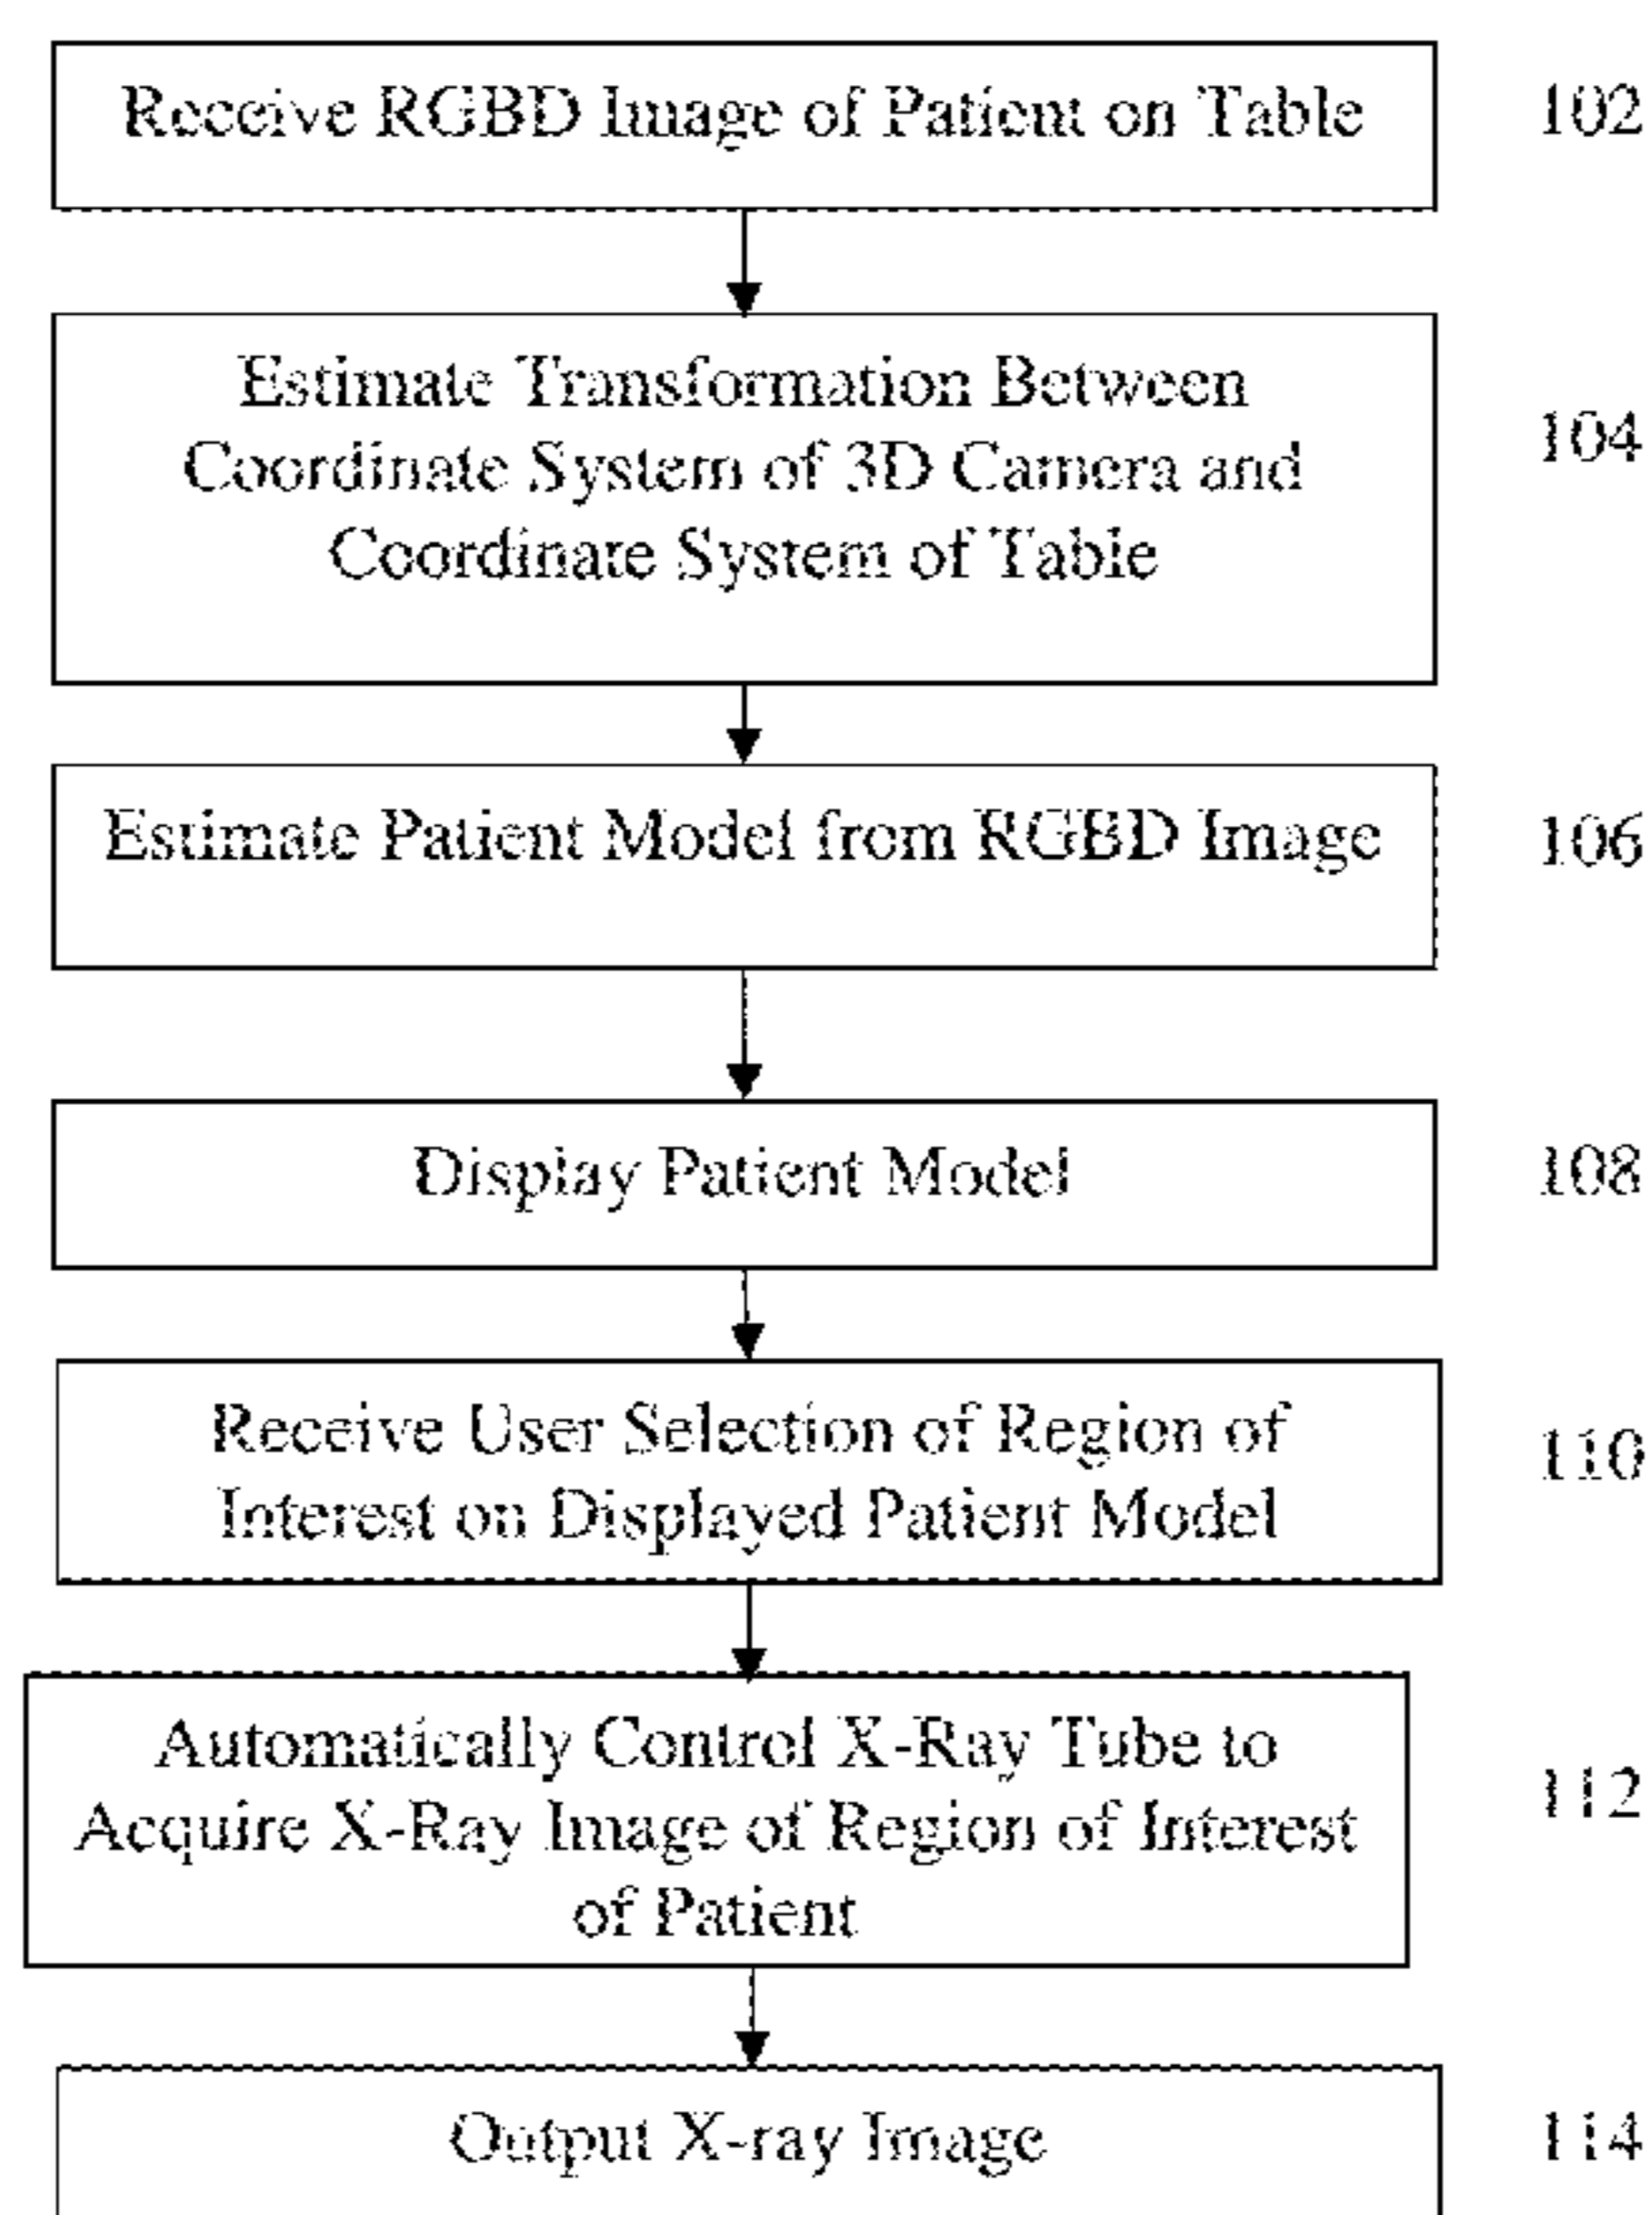 Receive RGBD Image of Patient on Table
102
Estimate Transformation Between
Coordinate System of 3D Camera and
Coordinate System of Table
104
Estimate Patient Model from RGBD Image
106
Display Patient Model
108
Receive User Selection of Region of
Interest on Displayed Patient Model
110
Automatically Control X-Ray Tube to
Acquire X-Ray Image of Region of Interest
of Patient
112
Output X-ray Image
114